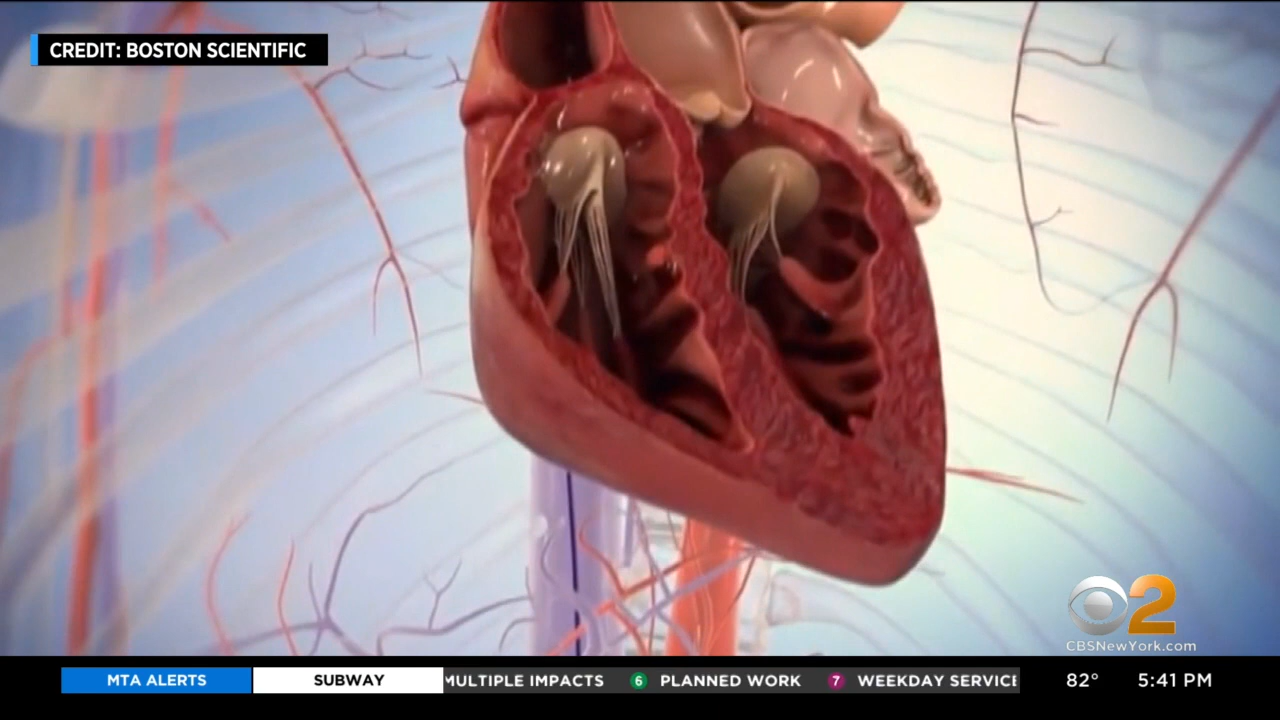 CREDIT: BOSTON SCIENTIFIC
2
CBSNewYork.com
MTA ALERTS SUBWAY MULTIPLE IMPACTS 6 PLANNED WORK 7 WEEKDAY SERVICE 82° 5:41 PM